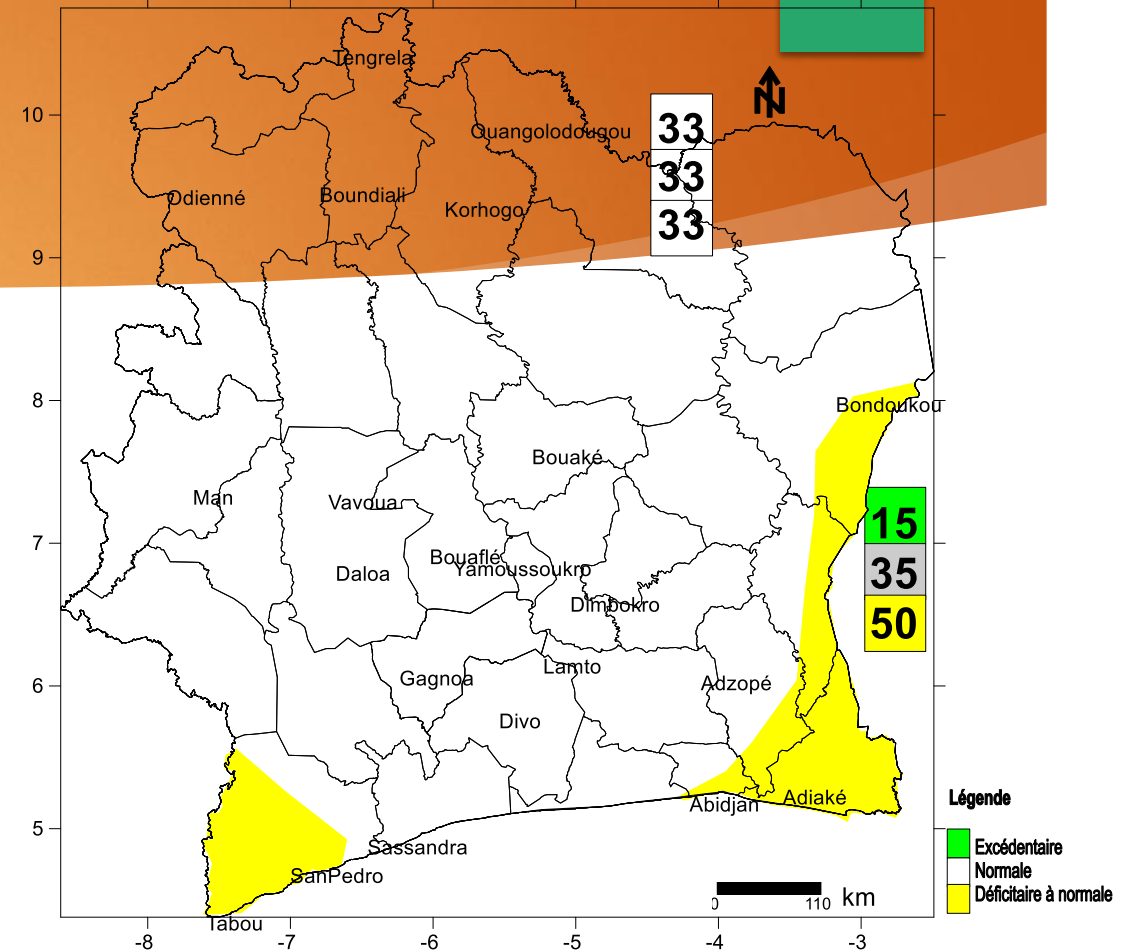 Tengrela
10
N
Ouangolodougou
33
33
33
Odienné
Boundiali
Korhogo
9
8
Bondoukou
Bouaké
Man
Vavoua
15
35
50
7
Bouaflé
Yamoussoukro
Daloa
Dimbokro
6
Lamto
Gagnoa
Adzopé
Divo
Abidjan
Adiaké
Légende
5
Sassandra
Excédentaire
Normale
Déficitaire à normale
SanPedro
0 110 km
Tabou
-8 -7 -6 -5 -4 -3